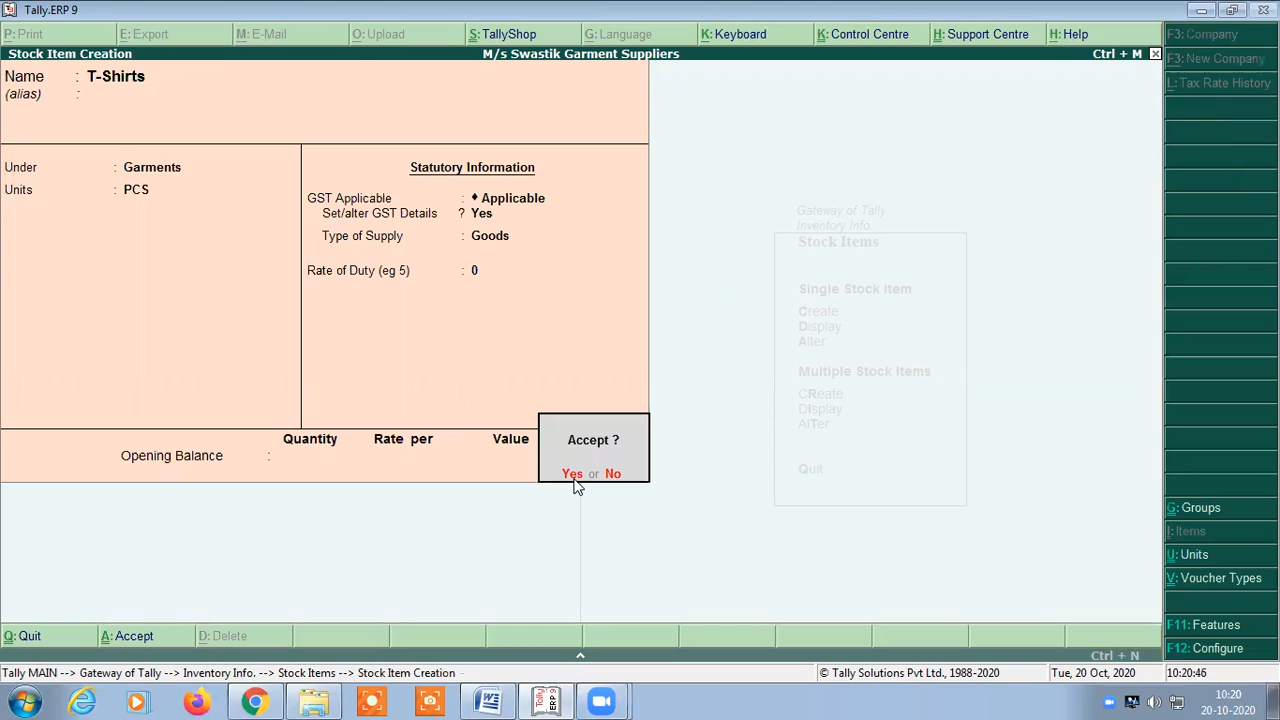 Tally.ERP 9
P: Print E: Export M: E-Mail O: Upload S: TallyShop G: Language K: Keyboard K: Control Centre H: Support Centre H: Help
Stock Item Creation M/s Swastik Garment Suppliers Ctrl + M
F3: Company
F3: New Company
L: Tax Rate History
Name : T-Shirts
(alias) :
Under : Garments
Units : PCS
Statutory Information
GST Applicable : ♦ Applicable
Set/alter GST Details ? Yes
Type of Supply : Goods
Rate of Duty (eg 5) : 0
Quantity Rate per Value
Opening Balance :
Accept ?
Yes or No
Gateway of Tally
Inventory Info.
Stock Items
Single Stock Item
Create
Display
Alter
Multiple Stock Items
CReate
DIsplay
AlTer
Quit
G: Groups
I: Items
U: Units
V: Voucher Types
F11: Features
F12: Configure
Q: Quit A: Accept D: Delete
Ctrl + N
Tally MAIN --> Gateway of Tally --> Inventory Info. --> Stock Items --> Stock Item Creation © Tally Solutions Pvt Ltd., 1988-2020 Tue, 20 Oct, 2020 10:20:46
10:20
20-10-2020